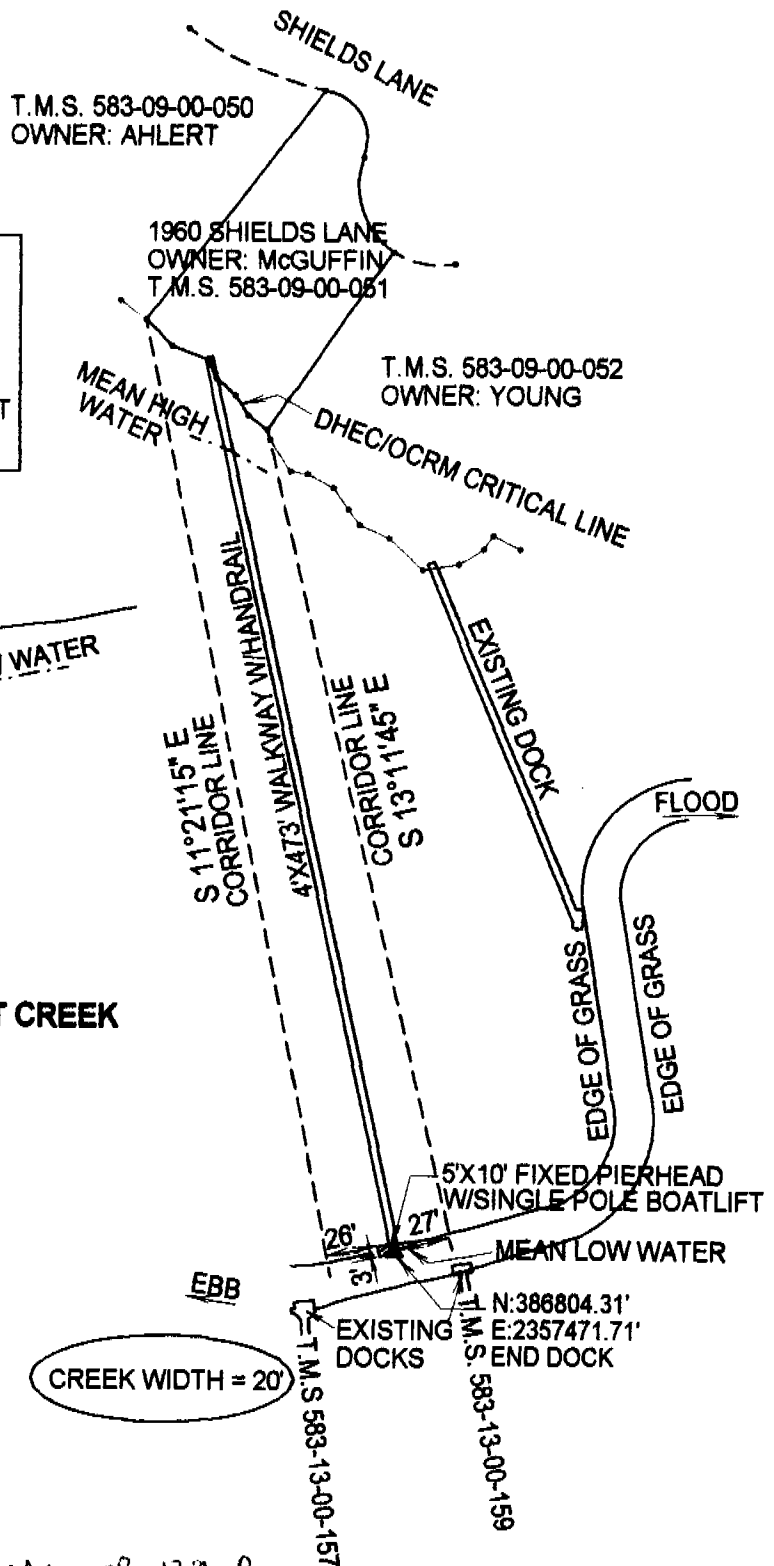 SHIELDS LANE
T.M.S. 583-09-00-050
OWNER: AHLERT
1960 SHIELDS LANE
OWNER: McGUFFIN
T.M.S. 583-09-00-051
T.M.S. 583-09-00-052
OWNER: YOUNG
MEAN HIGH
WATER
DHEC/OCRM CRITICAL LINE
T
WATER
4'X473' WALKWAY W/HANDRAIL
EXISTING DOCK
S 11°21'15" E
CORRIDOR LINE
CORRIDOR LINE
S 13°11'45" E
FLOOD
EDGE OF GRASS
EDGE OF GRASS
T CREEK
5'X10' FIXED PIERHEAD
W/SINGLE POLE BOATLIFT
26'
27'
3'
MEAN LOW WATER
EBB
N:386804.31'
E:2357471.71'
END DOCK
EXISTING
DOCKS
CREEK WIDTH = 20'
T.M.S 583-13-00-157
T.M.S. 583-13-00-159